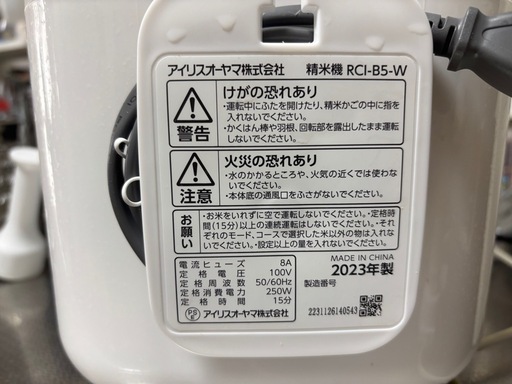 アイリスオーヤマ株式会社 精米機 RCI-B5-W
けがの恐れあり
・運転中にふたを開けたり、精米かごの中に指
を入れないでください。
・かくはん棒や羽根、回転部を露出したまま運転
しないでください。
警告
火災の恐れあり
・水のかかるところや、火気の近くでは使わな
いでください。
・本体底の通風口をふさがないでください。
注意
お願い
・お米をいれずに空で運転しないでください。・定格時
間(15分)以上の連続運転はしないでください。・それ
ぞれのモード、コースで選択した米以外の物は入れな
いでください。・設定以上の量を入れないでください。
電流ヒューズ 8A
定格電圧 100V
定格周波数 50/60Hz
定格消費電力 250W
定格時間 15分
PSE アイリスオーヤマ株式会社
MADE IN CHINA
2023年製
製造番号
2231126140543